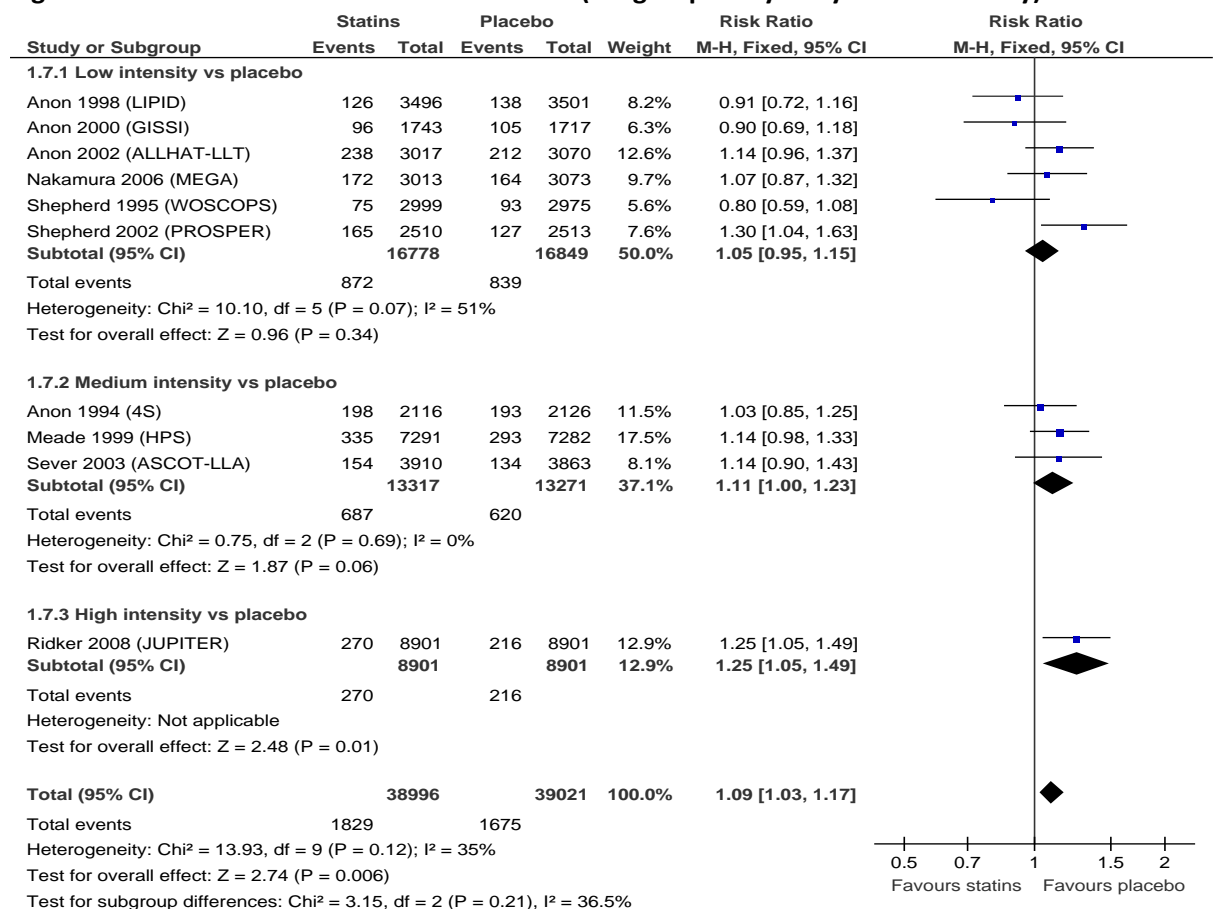 Statins Placebo Risk Ratio Risk Ratio
Study or Subgroup Events Total Events Total Weight M-H, Fixed, 95% CI M-H, Fixed, 95% CI
1.7.1 Low intensity vs placebo
Anon 1998 (LIPID) 126 3496 138 3501 8.2% 0.91 [0.72, 1.16]
Anon 2000 (GISSI) 96 1743 105 1717 6.3% 0.90 [0.69, 1.18]
Anon 2002 (ALLHAT-LLT) 238 3017 212 3070 12.6% 1.14 [0.96, 1.37]
Nakamura 2006 (MEGA) 172 3013 164 3073 9.7% 1.07 [0.87, 1.32]
Shepherd 1995 (WOSCOPS) 75 2999 93 2975 5.6% 0.80 [0.59, 1.08]
Shepherd 2002 (PROSPER) 165 2510 127 2513 7.6% 1.30 [1.04, 1.63]
Subtotal (95% CI) 16778 16849 50.0% 1.05 [0.95, 1.15]
Total events 872 839
Heterogeneity: Chi² = 10.10, df = 5 (P = 0.07); I² = 51%
Test for overall effect: Z = 0.96 (P = 0.34)
1.7.2 Medium intensity vs placebo
Anon 1994 (4S) 198 2116 193 2126 11.5% 1.03 [0.85, 1.25]
Meade 1999 (HPS) 335 7291 293 7282 17.5% 1.14 [0.98, 1.33]
Sever 2003 (ASCOT-LLA) 154 3910 134 3863 8.1% 1.14 [0.90, 1.43]
Subtotal (95% CI) 13317 13271 37.1% 1.11 [1.00, 1.23]
Total events 687 620
Heterogeneity: Chi² = 0.75, df = 2 (P = 0.69); I² = 0%
Test for overall effect: Z = 1.87 (P = 0.06)
1.7.3 High intensity vs placebo
Ridker 2008 (JUPITER) 270 8901 216 8901 12.9% 1.25 [1.05, 1.49]
Subtotal (95% CI) 8901 8901 12.9% 1.25 [1.05, 1.49]
Total events 270 216
Heterogeneity: Not applicable
Test for overall effect: Z = 2.48 (P = 0.01)
Total (95% CI) 38996 39021 100.0% 1.09 [1.03, 1.17]
Total events 1829 1675
Heterogeneity: Chi² = 13.93, df = 9 (P = 0.12); I² = 35%
Test for overall effect: Z = 2.74 (P = 0.006)
Test for subgroup differences: Chi² = 3.15, df = 2 (P = 0.21), I² = 36.5%
0.5 0.7 1 1.5 2
Favours statins Favours placebo